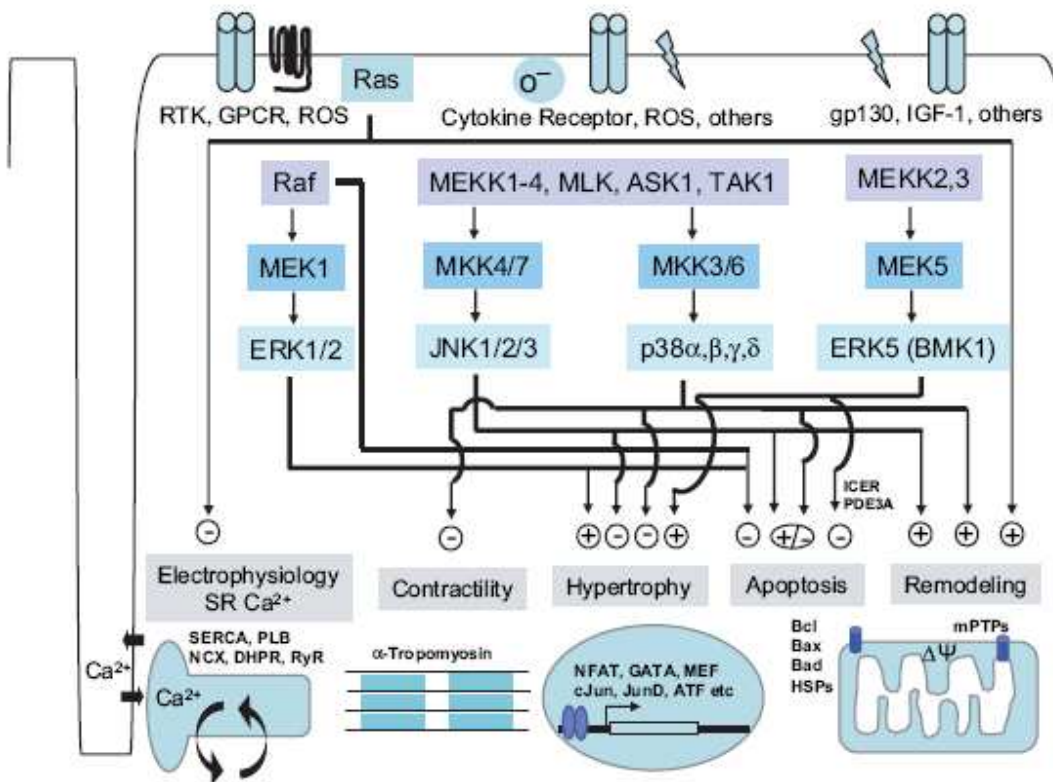 Ras
O⁻
RTK, GPCR, ROS
Cytokine Receptor, ROS, others
gp130, IGF-1, others
Raf
MEKK1-4, MLK, ASK1, TAK1
MEKK2,3
MEK1
MKK4/7
MKK3/6
MEK5
ERK1/2
JNK1/2/3
p38α,β,γ,δ
ERK5 (BMK1)
ICER
PDE3A
- - + - - + - +/- - + + +
Electrophysiology
SR Ca²⁺
Contractility
Hypertrophy
Apoptosis
Remodeling
SERCA, PLB
NCX, DHPR, RyR
Ca²⁺
Ca²⁺
α-Tropomyosin
NFAT, GATA, MEF
cJun, JunD, ATF etc
Bcl
Bax
Bad
HSPs
mPTPs
ΔΨ